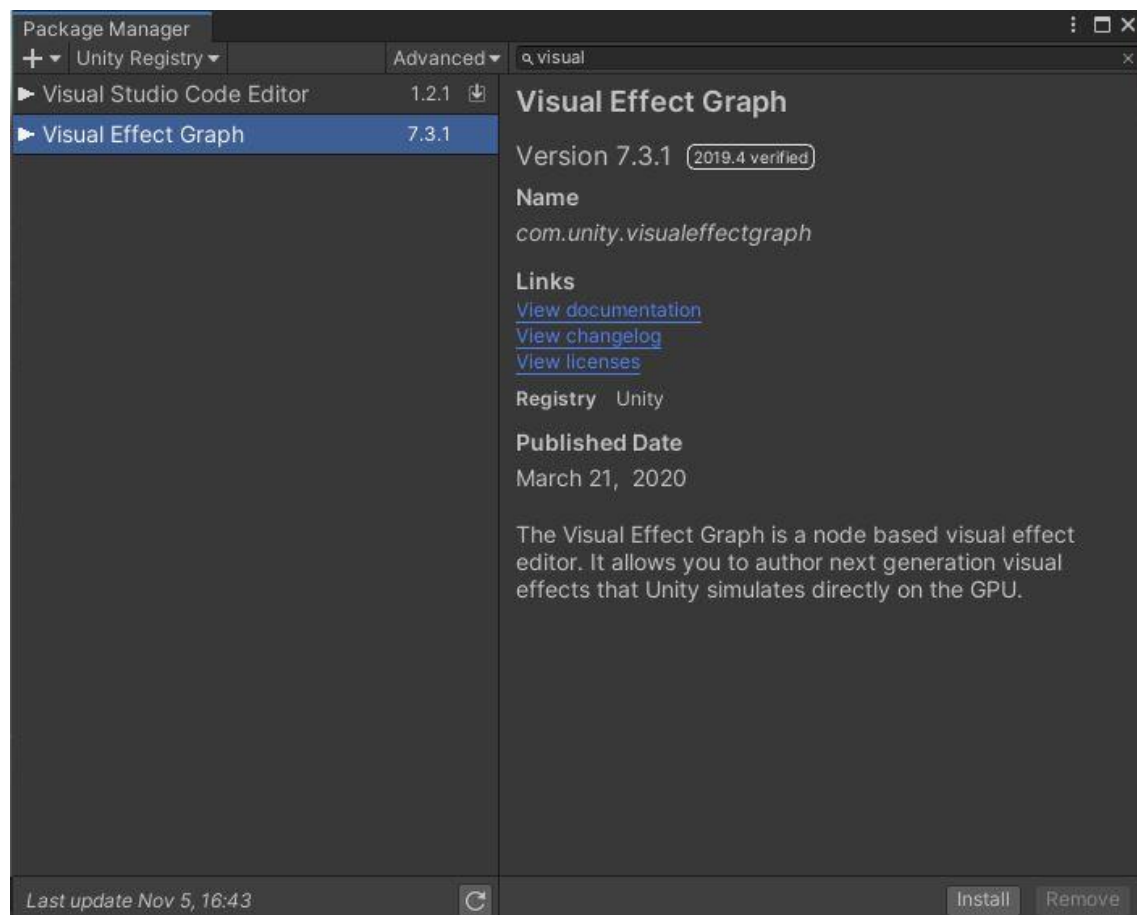 Package Manager
+ Unity Registry Advanced visual
Visual Studio Code Editor 1.2.1
Visual Effect Graph 7.3.1
Visual Effect Graph
Version 7.3.1 2019.4 verified
Name
com.unity.visualeffectgraph
Links
View documentation
View changelog
View licenses
Registry Unity
Published Date
March 21, 2020
The Visual Effect Graph is a node based visual effect
editor. It allows you to author next generation visual
effects that Unity simulates directly on the GPU.
Last update Nov 5, 16:43
Install Remove